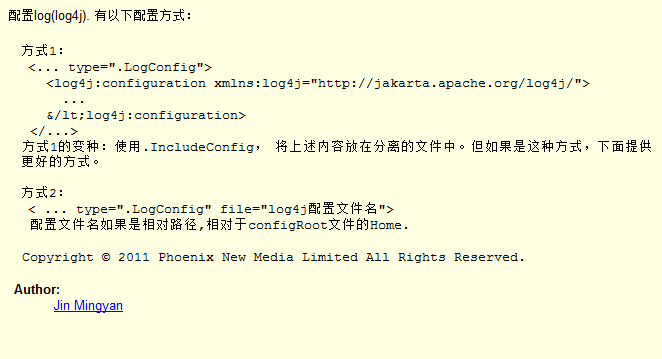 配置log(log4j). 有以下配置方式:
方式1:
<... type=".LogConfig">
<log4j:configuration xmlns:log4j="http://jakarta.apache.org/log4j/">
...
&/lt;log4j:configuration>
</...>
方式1的变种: 使用.IncludeConfig, 将上述内容放在分离的文件中。但如果是这种方式，下面提供
更好的方式。
方式2:
< ... type=".LogConfig" file="log4j配置文件名">
配置文件名如果是相对路径,相对于configRoot文件的Home.
Copyright © 2011 Phoenix New Media Limited All Rights Reserved.
Author:
Jin Mingyan